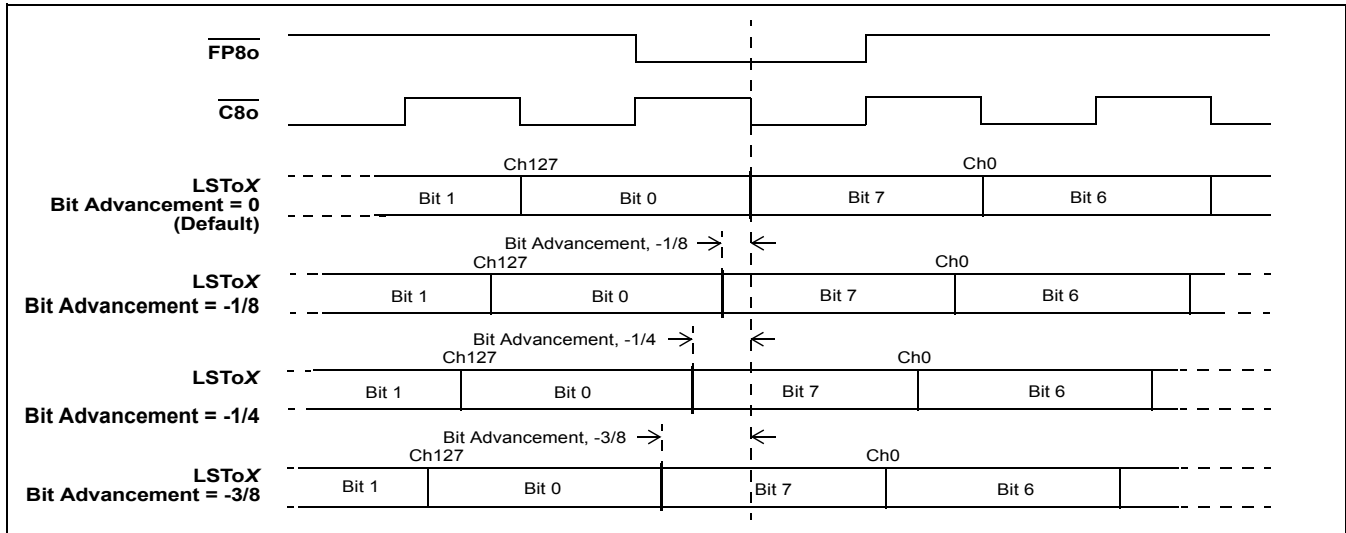 FP8o
C8o
Ch127 Ch0
LSToX
Bit Advancement = 0
(Default)
Bit 1 Bit 0 Bit 7 Bit 6
Bit Advancement, -1/8
Ch127 Ch0
LSToX
Bit Advancement = -1/8
Bit 1 Bit 0 Bit 7 Bit 6
Bit Advancement, -1/4
Ch127 Ch0
LSToX
Bit Advancement = -1/4
Bit 1 Bit 0 Bit 7 Bit 6
Bit Advancement, -3/8
Ch127 Ch0
LSToX
Bit Advancement = -3/8
Bit 1 Bit 0 Bit 7 Bit 6